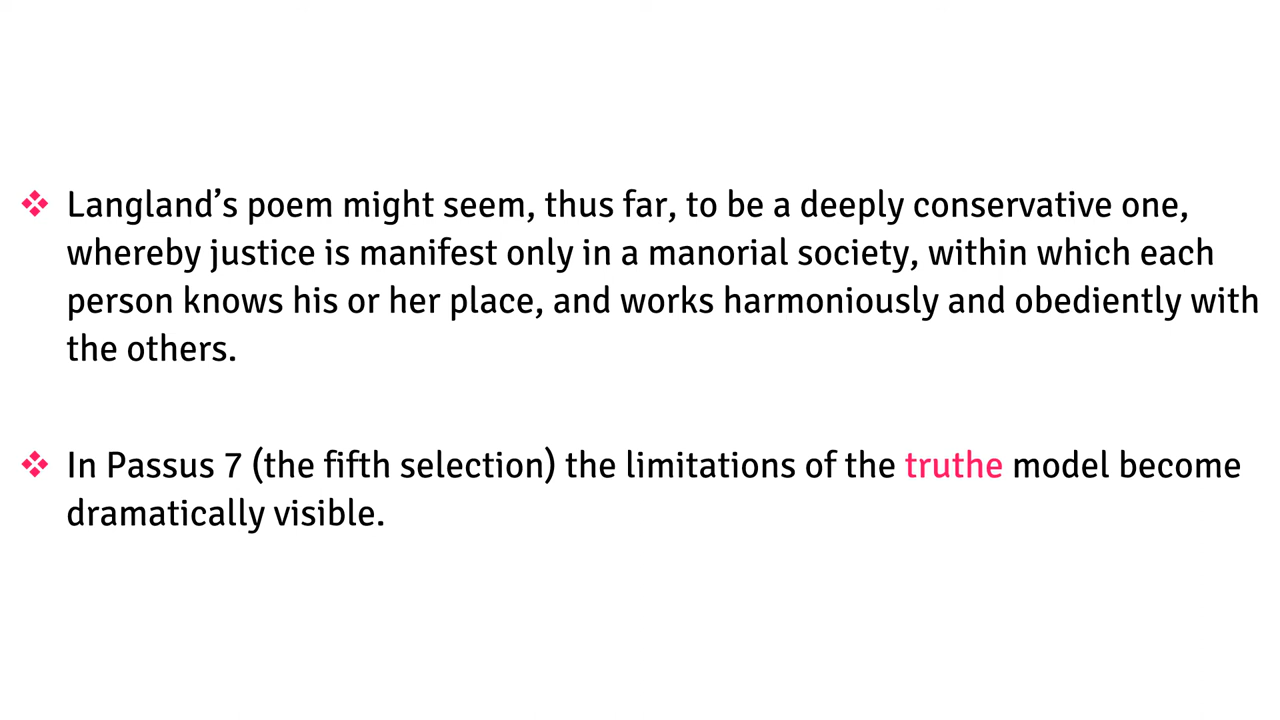 ❖ Langland’s poem might seem, thus far, to be a deeply conservative one,
whereby justice is manifest only in a manorial society, within which each
person knows his or her place, and works harmoniously and obediently with
the others.
❖ In Passus 7 (the fifth selection) the limitations of the truthe model become
dramatically visible.